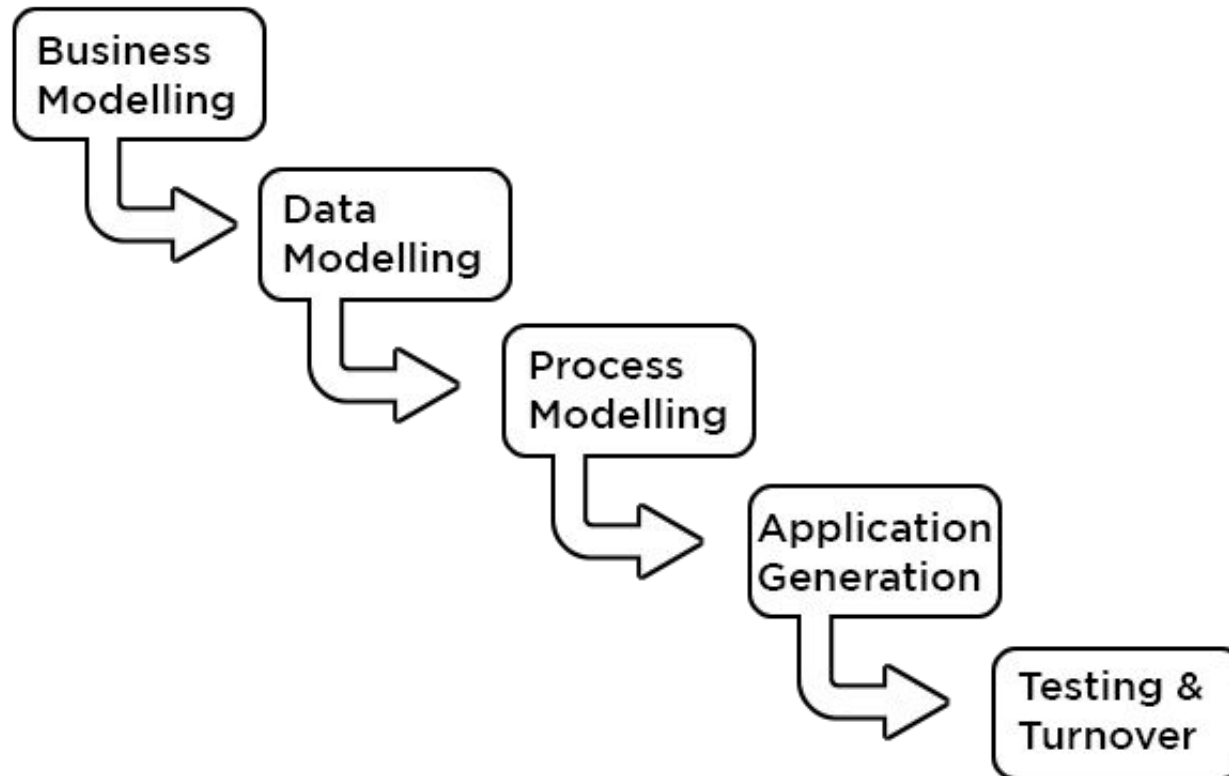 Business
Modelling
Data
Modelling
Process
Modelling
Application
Generation
Testing &
Turnover